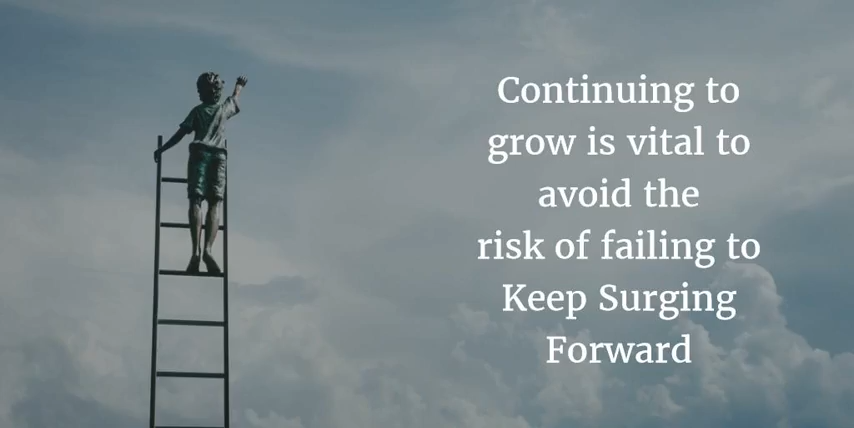 Continuing to
grow is vital to
avoid the
risk of failing to
Keep Surging
Forward